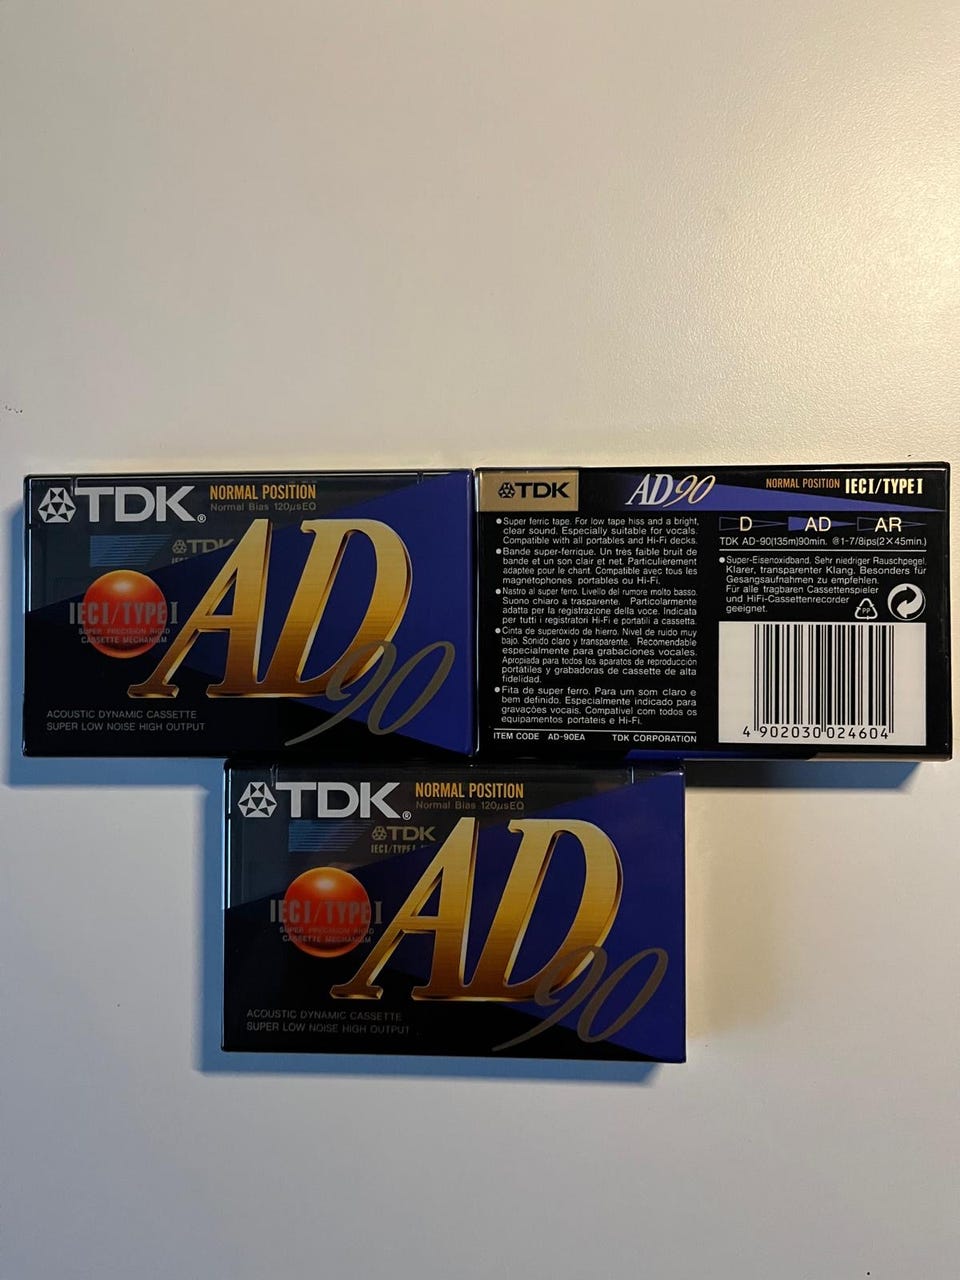 TDK®
NORMAL POSITION
Normal Bias 120µs EQ
TDK
IECI/TYPE I
SUPER PRECISION RIGID
CASSETTE MECHANISM
AD
90
ACOUSTIC DYNAMIC CASSETTE
SUPER LOW NOISE HIGH OUTPUT
TDK
AD90
NORMAL POSITION IECI/TYPE I
●Super ferric tape. For low tape hiss and a bright,
clear sound. Especially suitable for vocals.
Compatible with all portables and Hi-Fi decks.
●Bande super-ferrique. Un très faible bruit de
bande et un son clair et net. Particulièrement
adaptée pour le chant. Compatible avec tous les
magnétophones portables ou Hi-Fi.
●Nastro al super ferro. Livello del rumore molto basso.
Suono chiaro a trasparente. Particolarmente
adatta per la registrazione della voce. Indicata
per tutti i registratori Hi-Fi e portatili a cassetta.
●Cinta de superóxido de hierro. Nivel de ruido muy
bajo. Sonido claro y transparente. Recomendable
especialmente para grabaciones vocales.
Apropiada para todos los aparatos de reproducción
portátiles y grabadoras de cassette de alta
fidelidad.
●Fita de super ferro. Para um som claro e
bem definido. Especialmente indicado para
gravações vocais. Compatível com todos os
equipamentos portáteis e Hi-Fi.
ITEM CODE AD-90EA TDK CORPORATION
D AD AR
TDK AD-90(135m)90min. @1-7/8ips(2×45min.)
●Super-Eisenoxidband. Sehr niedriger Rauschpegel.
Klarer, transparenter Klang. Besonders für
Gesangsaufnahmen zu empfehlen.
Für alle tragbaren Cassettenspieler
und HiFi-Cassettenrecorder
geeignet.
PP
4 902030 024604
TDK®
NORMAL POSITION
Normal Bias 120µs EQ
TDK
IECI/TYPE I
IECI/TYPE I
SUPER PRECISION RIGID
CASSETTE MECHANISM
AD
90
ACOUSTIC DYNAMIC CASSETTE
SUPER LOW NOISE HIGH OUTPUT